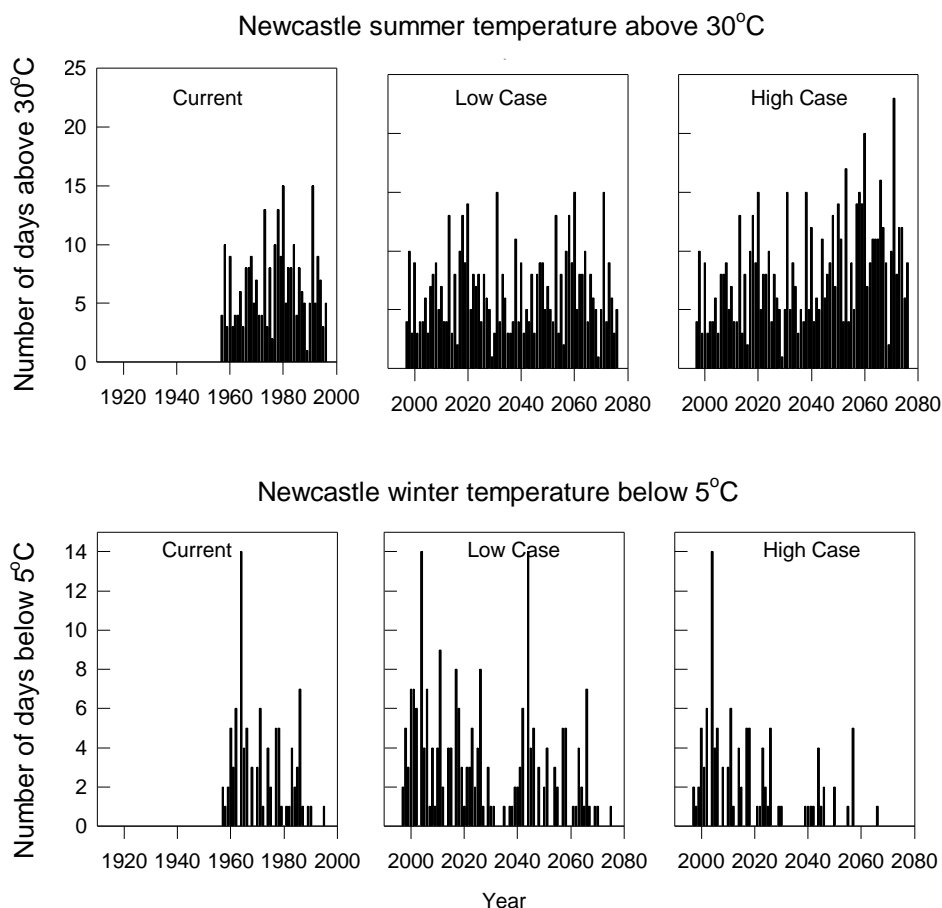 Newcastle summer temperature above 30°C
Number of days above 30°C
25
20
15
10
5
0
Current
Low Case
High Case
1920 1940 1960 1980 2000
2000 2020 2040 2060 2080
2000 2020 2040 2060 2080
Newcastle winter temperature below 5°C
Number of days below 5°C
14
12
10
8
6
4
2
0
Current
Low Case
High Case
1920 1940 1960 1980 2000
2000 2020 2040 2060 2080
2000 2020 2040 2060 2080
Year